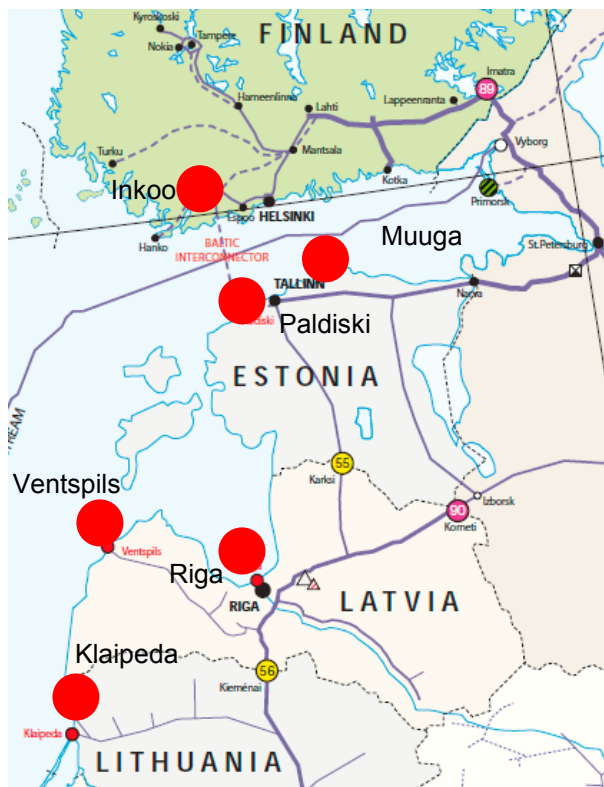 Kyroskoski
FINLAND
Tampere
Nokia
Imatra
89
Hameenlinna
Lahti
Lappeenranta
Turku
Mantsala
Vyborg
Inkoo
Kotka
Primorsk
Espoo
HELSINKI
Hanko
BALTIC
INTERCONNECTOR
Muuga
St.Petersburg
TALLINN
Narva
Paldiski
ESTONIA
55
Karksi
Izborsk
Ventspils
90
Korneti
Ventspils
Riga
RIGA
LATVIA
Klaipeda
56
Kieménai
Klaipeda
LITHUANIA